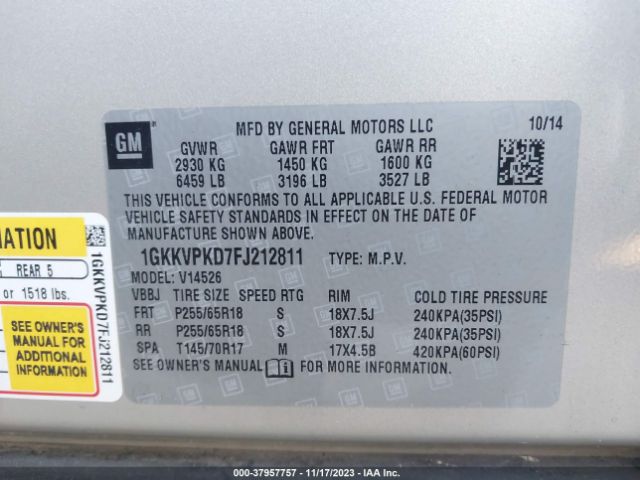 GM
MFD BY GENERAL MOTORS LLC 10/14
GVWR GAWR FRT GAWR RR
2930 KG 1450 KG 1600 KG
6459 LB 3196 LB 3527 LB
THIS VEHICLE CONFORMS TO ALL APPLICABLE U.S. FEDERAL MOTOR
VEHICLE SAFETY STANDARDS IN EFFECT ON THE DATE OF
MANUFACTURE SHOWN ABOVE.
1GKKVPKD7FJ212811 TYPE: M.P.V.
MODEL: V14526
VBBJ TIRE SIZE SPEED RTG RIM COLD TIRE PRESSURE
FRT P255/65R18 S 18X7.5J 240KPA(35PSI)
RR P255/65R18 S 18X7.5J 240KPA(35PSI)
SPA T145/70R17 M 17X4.5B 420KPA(60PSI)
SEE OWNER'S MANUAL FOR MORE INFORMATION.
MATION
REAR 5
or 1518 lbs.
SEE OWNER'S
MANUAL FOR
ADDITIONAL
INFORMATION
1GKKVPKD7FJ212811
EXTERNAL - 37957757 - 11/17/2023 - IAAI.COM